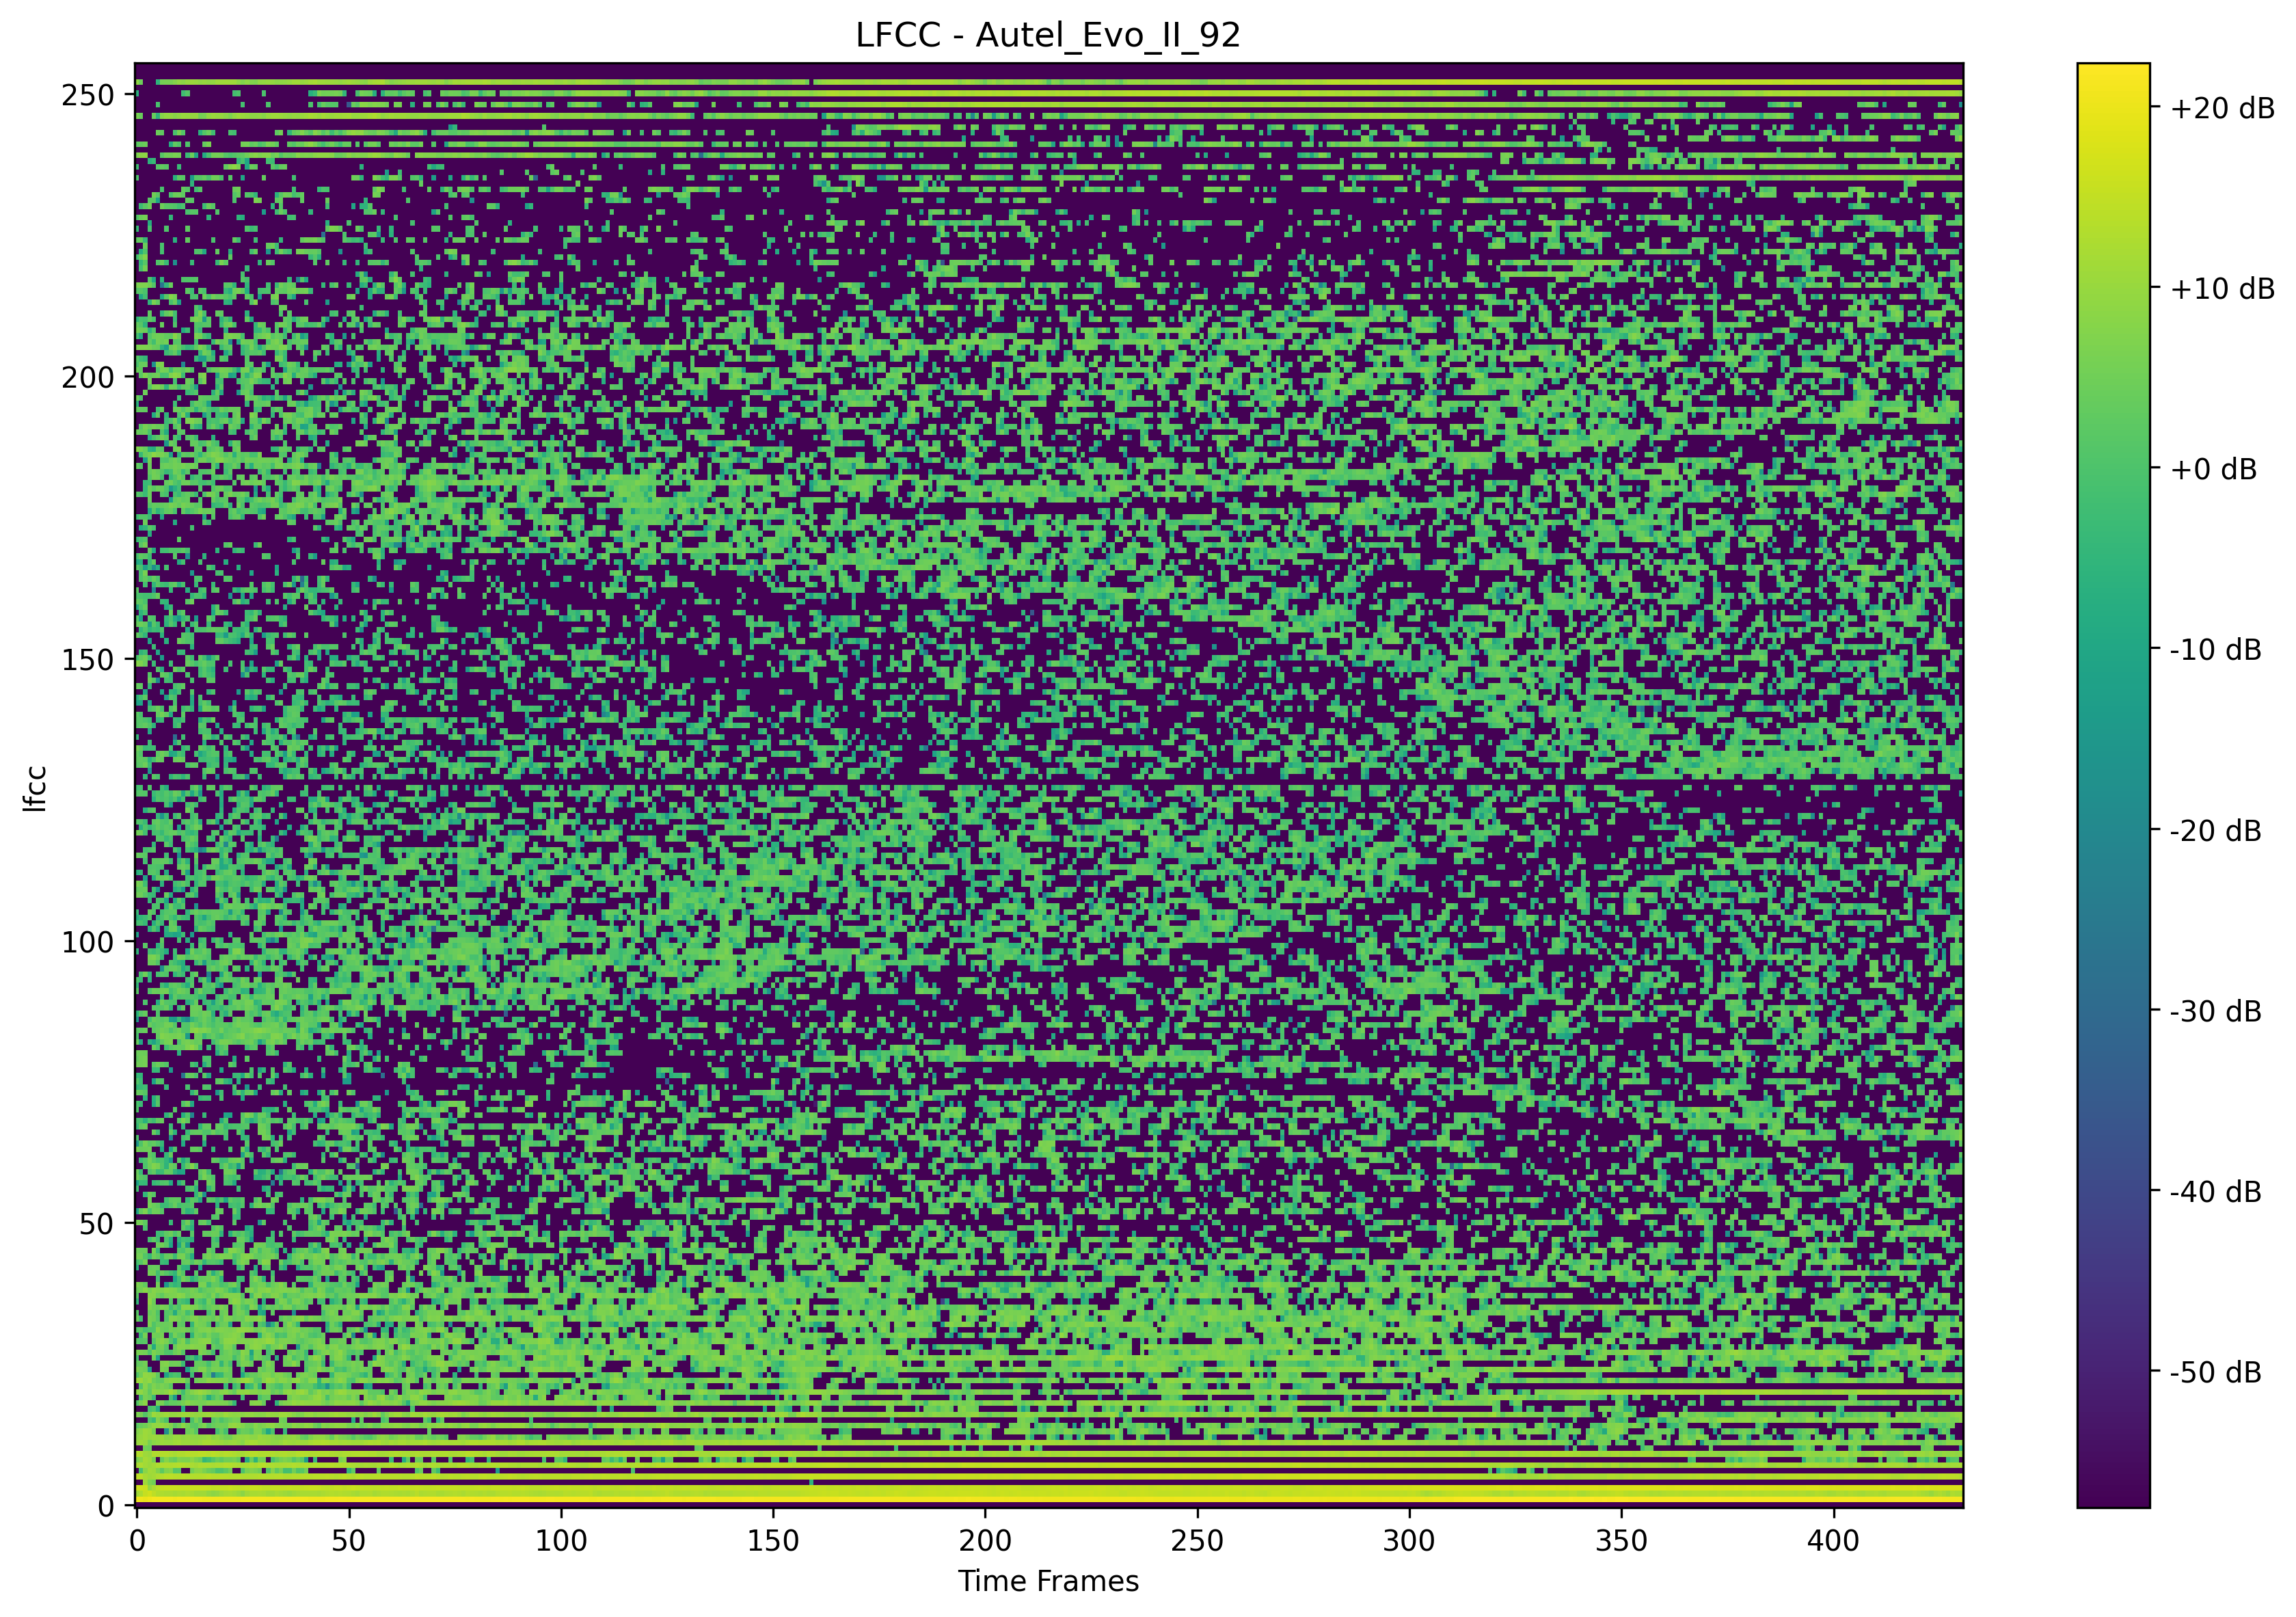 LFCC - Autel_Evo_II_92
lfcc
250
200
150
100
50
0
0 50 100 150 200 250 300 350 400
Time Frames
+20 dB
+10 dB
+0 dB
-10 dB
-20 dB
-30 dB
-40 dB
-50 dB